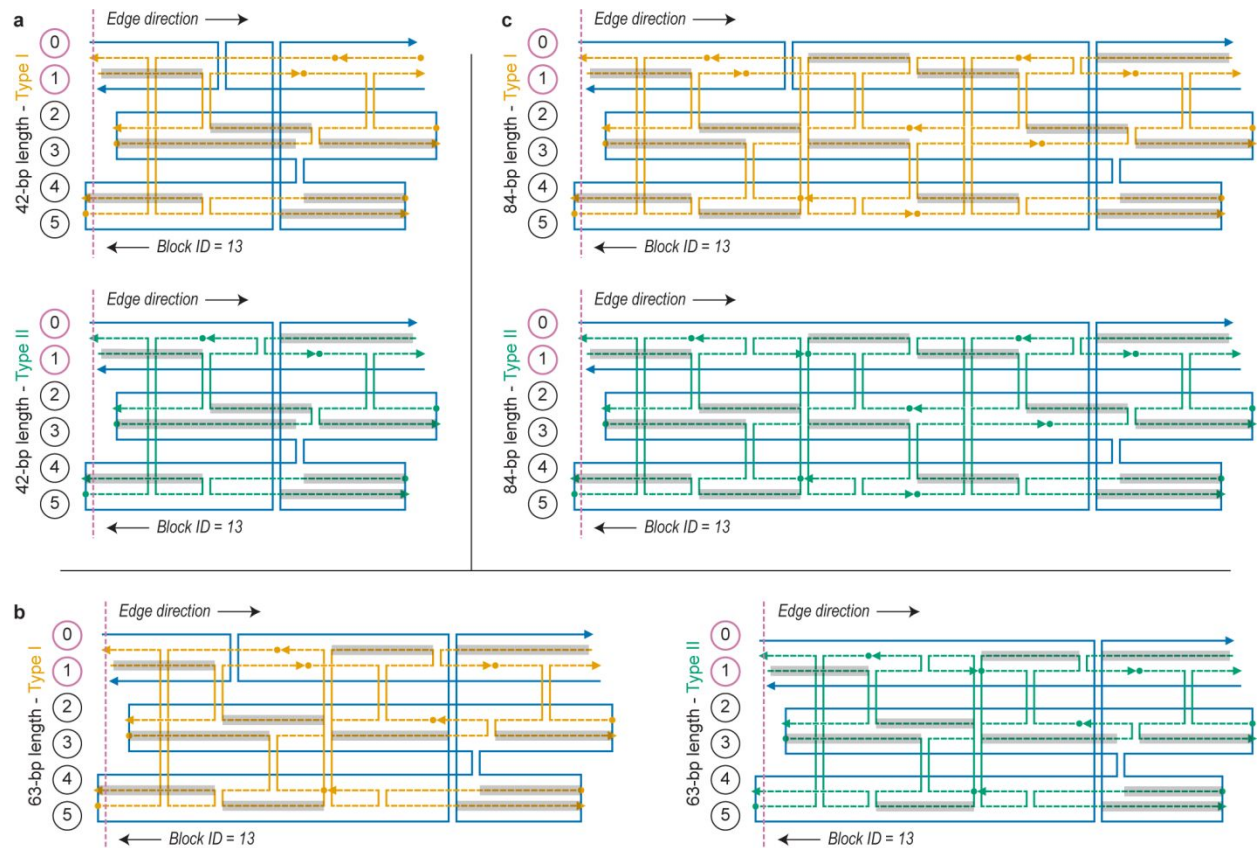 a
Edge direction
42-bp length - Type I
0
1
2
3
4
5
Block ID = 13
Edge direction
42-bp length - Type II
0
1
2
3
4
5
Block ID = 13
c
Edge direction
84-bp length - Type I
0
1
2
3
4
5
Block ID = 13
Edge direction
84-bp length - Type II
0
1
2
3
4
5
Block ID = 13
b
Edge direction
63-bp length - Type I
0
1
2
3
4
5
Block ID = 13
Edge direction
63-bp length - Type II
0
1
2
3
4
5
Block ID = 13